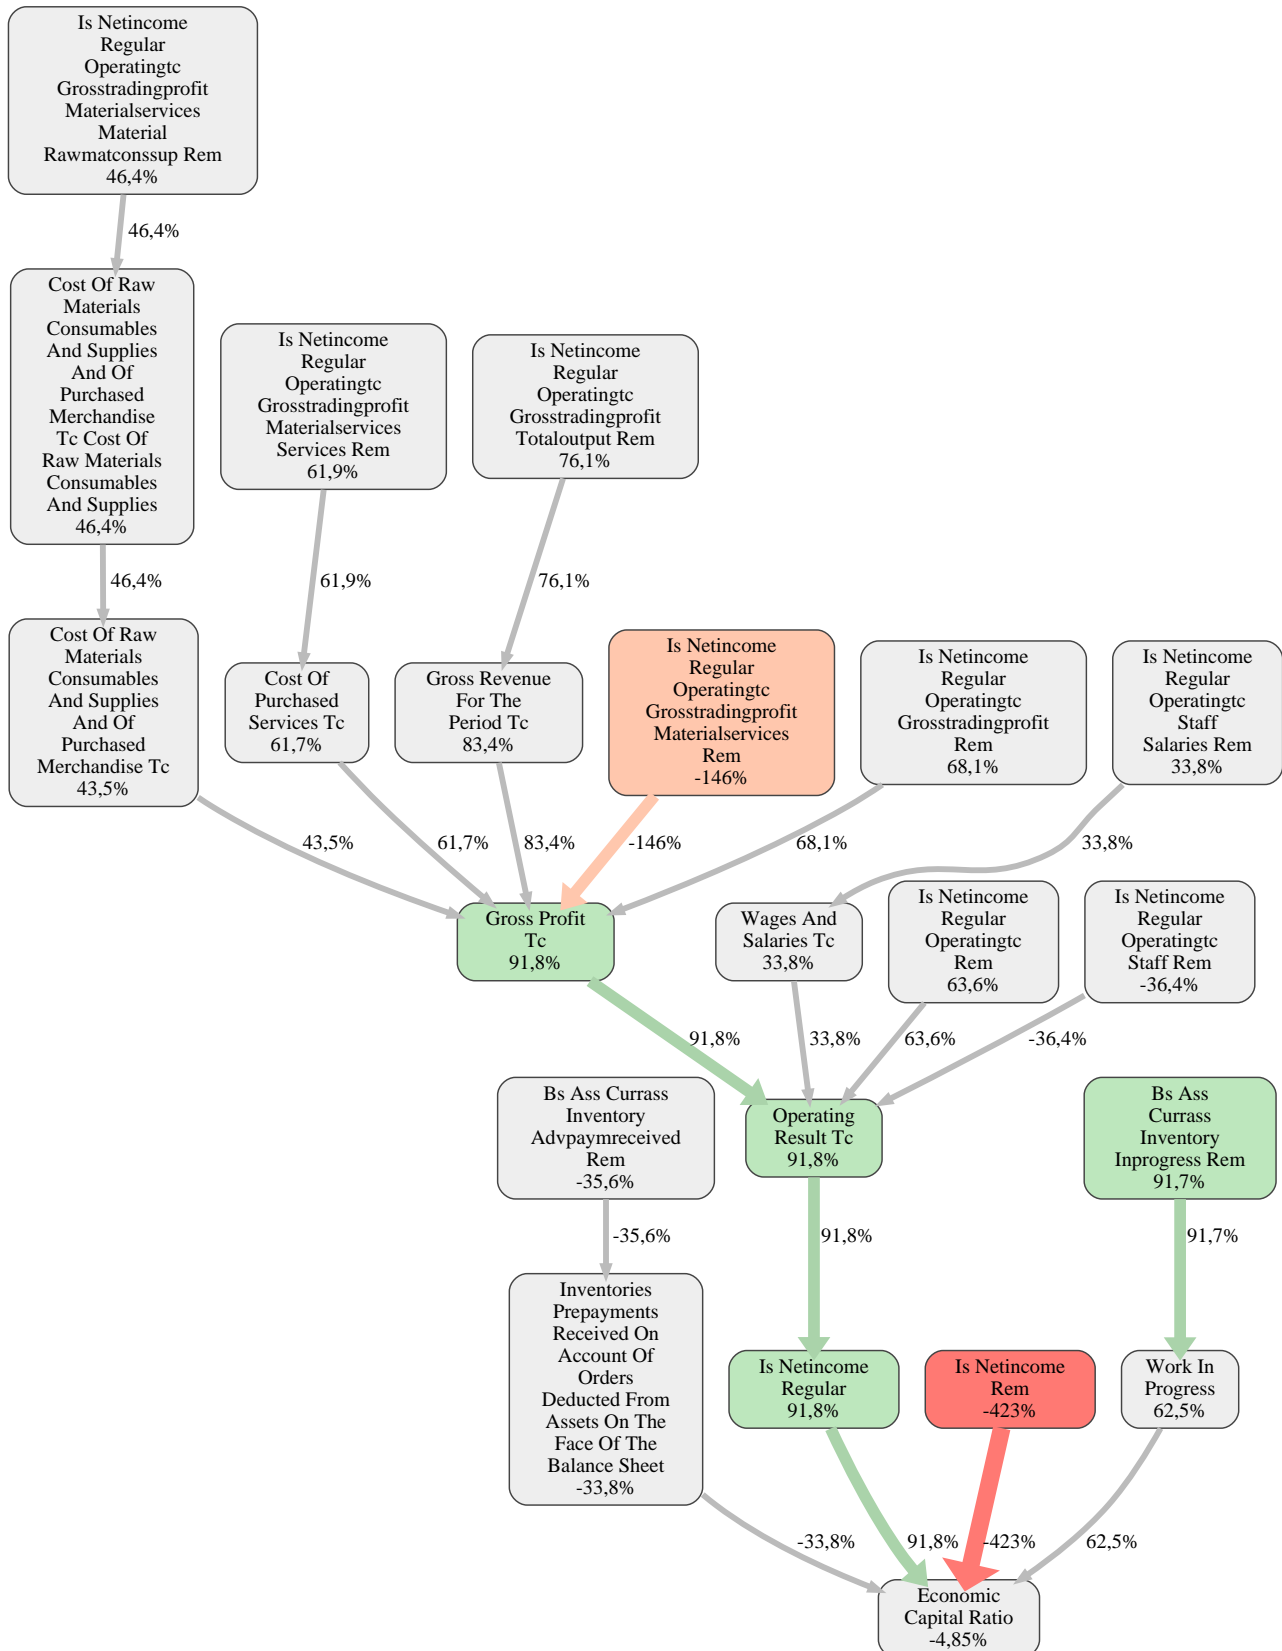 Is Netincome
Regular
Operatingtc
Grosstradingprofit
Materialservices
Material
Rawmatconssup Rem
46,4%
46,4%
Cost Of Raw
Materials
Consumables
And Supplies
And Of
Purchased
Merchandise
Tc Cost Of
Raw Materials
Consumables
And Supplies
46,4%
Is Netincome
Regular
Operatingtc
Grosstradingprofit
Materialservices
Services Rem
61,9%
Is Netincome
Regular
Operatingtc
Grosstradingprofit
Totaloutput Rem
76,1%
46,4%
61,9%
76,1%
Cost Of Raw
Materials
Consumables
And Supplies
And Of
Purchased
Merchandise Tc
43,5%
Cost Of
Purchased
Services Tc
61,7%
Gross Revenue
For The
Period Tc
83,4%
Is Netincome
Regular
Operatingtc
Grosstradingprofit
Materialservices
Rem
-146%
Is Netincome
Regular
Operatingtc
Grosstradingprofit
Rem
68,1%
Is Netincome
Regular
Operatingtc
Staff
Salaries Rem
33,8%
43,5%
61,7%
83,4%
-146%
68,1%
33,8%
Gross Profit
Tc
91,8%
Wages And
Salaries Tc
33,8%
Is Netincome
Regular
Operatingtc
Rem
63,6%
Is Netincome
Regular
Operatingtc
Staff Rem
-36,4%
91,8%
33,8%
63,6%
-36,4%
Bs Ass Currass
Inventory
Advpaymreceived
Rem
-35,6%
Operating
Result Tc
91,8%
Bs Ass
Currass
Inventory
Inprogress Rem
91,7%
-35,6%
91,8%
91,7%
Inventories
Prepayments
Received On
Account Of
Orders
Deducted From
Assets On The
Face Of The
Balance Sheet
-33,8%
Is Netincome
Regular
91,8%
Is Netincome
Rem
-423%
Work In
Progress
62,5%
-33,8%
91,8%
-423%
62,5%
Economic
Capital Ratio
-4,85%